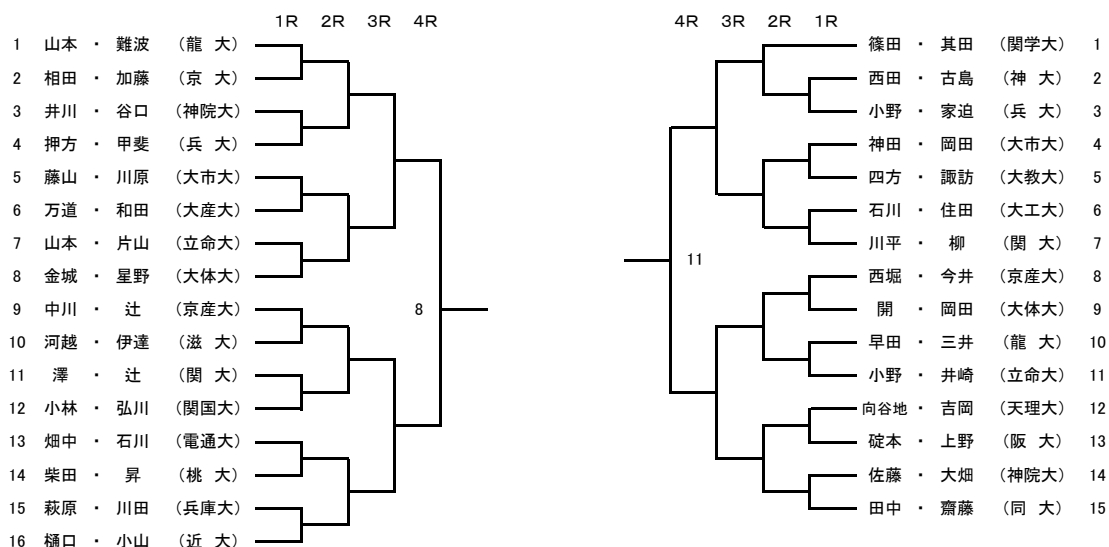 1R 2R 3R 4R
1 山本 ・ 難波 (龍 大)
2 相田 ・ 加藤 (京 大)
3 井川 ・ 谷口 (神院大)
4 押方 ・ 甲斐 (兵 大)
5 藤山 ・ 川原 (大市大)
6 万道 ・ 和田 (大産大)
7 山本 ・ 片山 (立命大)
8 金城 ・ 星野 (大体大)
9 中川 ・ 辻 (京産大)
8
10 河越 ・ 伊達 (滋 大)
11 澤 ・ 辻 (関 大)
12 小林 ・ 弘川 (関国大)
13 畑中 ・ 石川 (電通大)
14 柴田 ・ 昇 (桃 大)
15 萩原 ・ 川田 (兵庫大)
16 樋口 ・ 小山 (近 大)
4R 3R 2R 1R
篠田 ・ 其田 (関学大) 1
西田 ・ 古島 (神 大) 2
小野 ・ 家迫 (兵 大) 3
神田 ・ 岡田 (大市大) 4
四方 ・ 諏訪 (大教大) 5
石川 ・ 住田 (大工大) 6
川平 ・ 柳 (関 大) 7
11
西堀 ・ 今井 (京産大) 8
開 ・ 岡田 (大体大) 9
早田 ・ 三井 (龍 大) 10
小野 ・ 井崎 (立命大) 11
向谷地 ・ 吉岡 (天理大) 12
碇本 ・ 上野 (阪 大) 13
佐藤 ・ 大畑 (神院大) 14
田中 ・ 齋藤 (同 大) 15